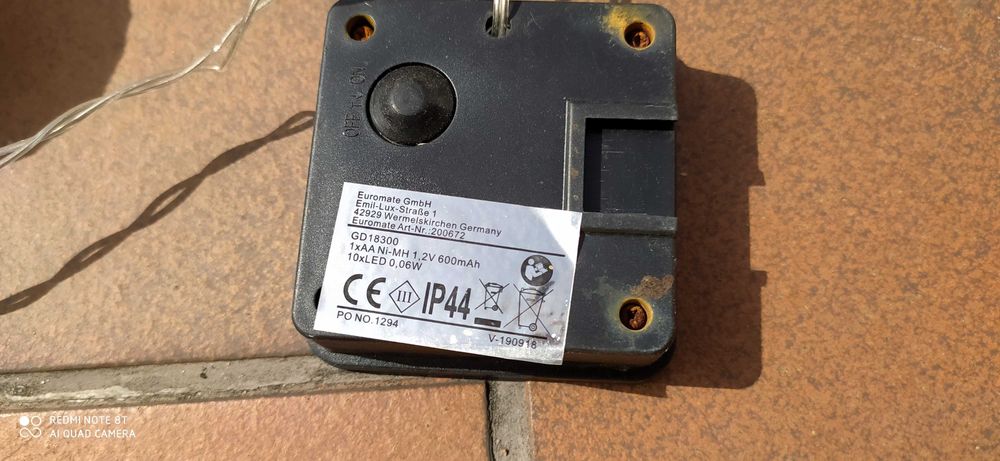 OFF TY ON
Euromate GmbH
Emil-Lux-Straße 1
42929 Wermelskirchen Germany
Euromate Art-Nr.:200672
GD18300
1xAA Ni-MH 1,2V 600mAh
10xLED 0,06W
CE III IP44
PO NO.1294
V-190918
REDMI NOTE 8T
AI QUAD CAMERA